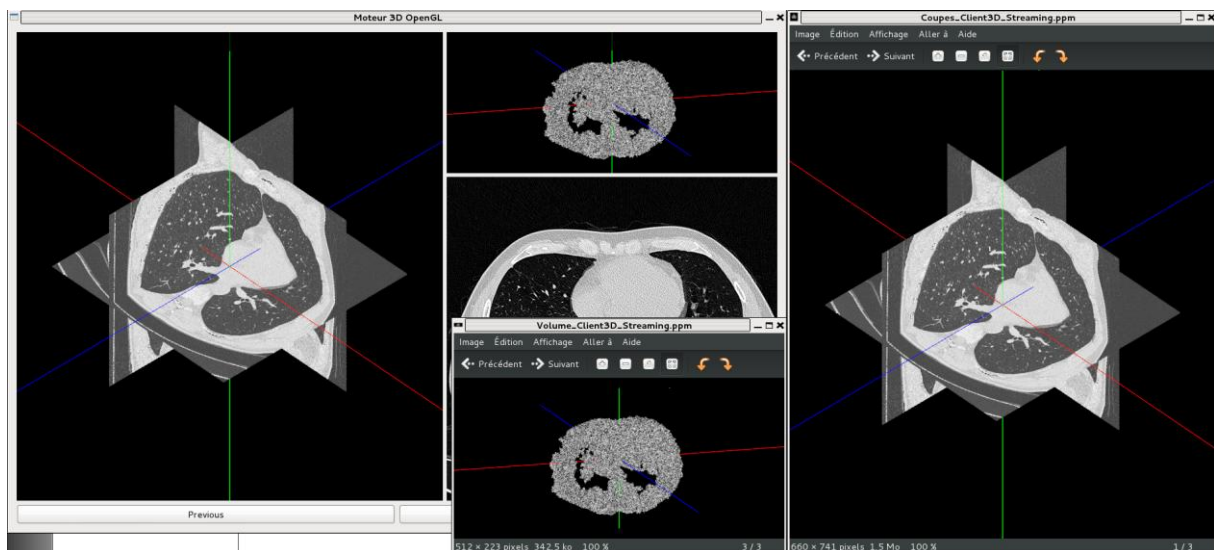 Moteur 3D OpenGL
Previous
Volume_Client3D_Streaming.ppm
Image Édition Affichage Aller à Aide
Précédent Suivant
512 × 223 pixels 342.5 ko 100 % 3 / 3
Coupes_Client3D_Streaming.ppm
Image Édition Affichage Aller à Aide
Précédent Suivant
660 × 741 pixels 1.5 Mo 100 % 1 / 3